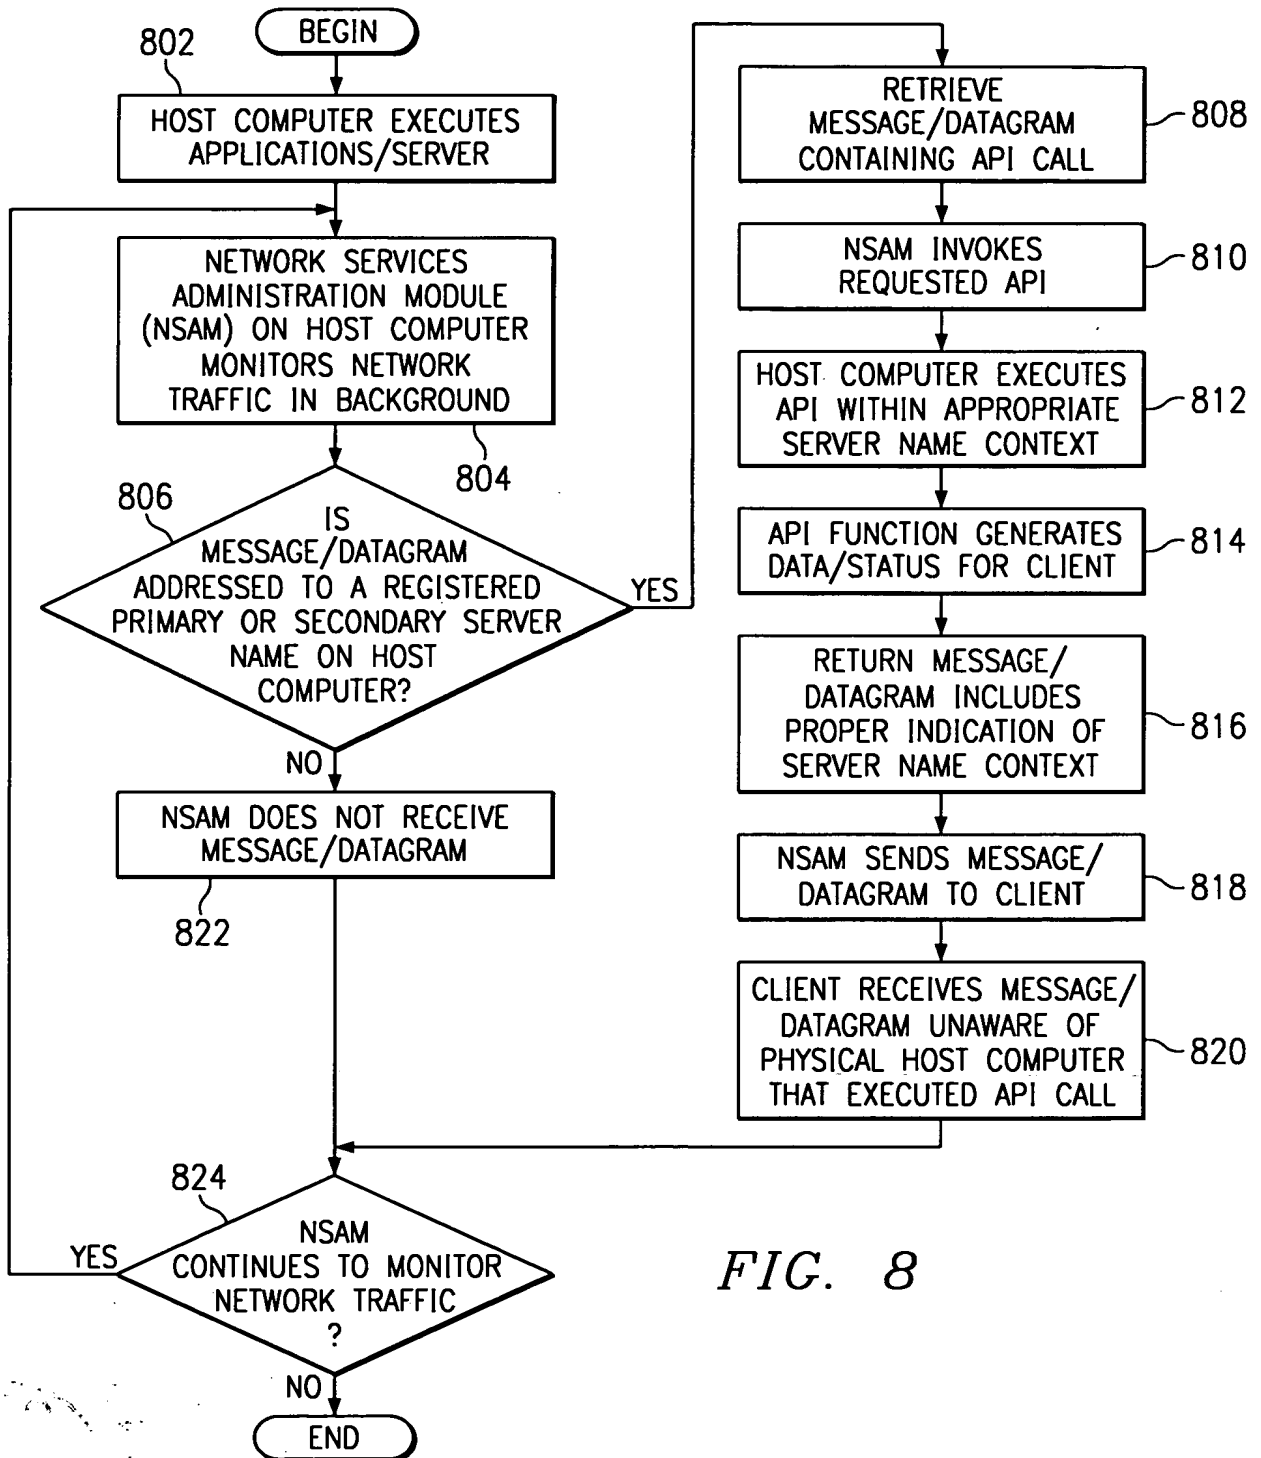 BEGIN
802
HOST COMPUTER EXECUTES
APPLICATIONS/SERVER
NETWORK SERVICES
ADMINISTRATION MODULE
(NSAM) ON HOST COMPUTER
MONITORS NETWORK
TRAFFIC IN BACKGROUND
804
806
IS
MESSAGE/DATAGRAM
ADDRESSED TO A REGISTERED
PRIMARY OR SECONDARY SERVER
NAME ON HOST
COMPUTER?
YES
NO
NSAM DOES NOT RECEIVE
MESSAGE/DATAGRAM
822
RETRIEVE
MESSAGE/DATAGRAM
CONTAINING API CALL
808
NSAM INVOKES
REQUESTED API
810
HOST COMPUTER EXECUTES
API WITHIN APPROPRIATE
SERVER NAME CONTEXT
812
API FUNCTION GENERATES
DATA/STATUS FOR CLIENT
814
RETURN MESSAGE/
DATAGRAM INCLUDES
PROPER INDICATION OF
SERVER NAME CONTEXT
816
NSAM SENDS MESSAGE/
DATAGRAM TO CLIENT
818
CLIENT RECEIVES MESSAGE/
DATAGRAM UNAWARE OF
PHYSICAL HOST COMPUTER
THAT EXECUTED API CALL
820
824
NSAM
CONTINUES TO MONITOR
NETWORK TRAFFIC
?
YES
NO
END
FIG. 8